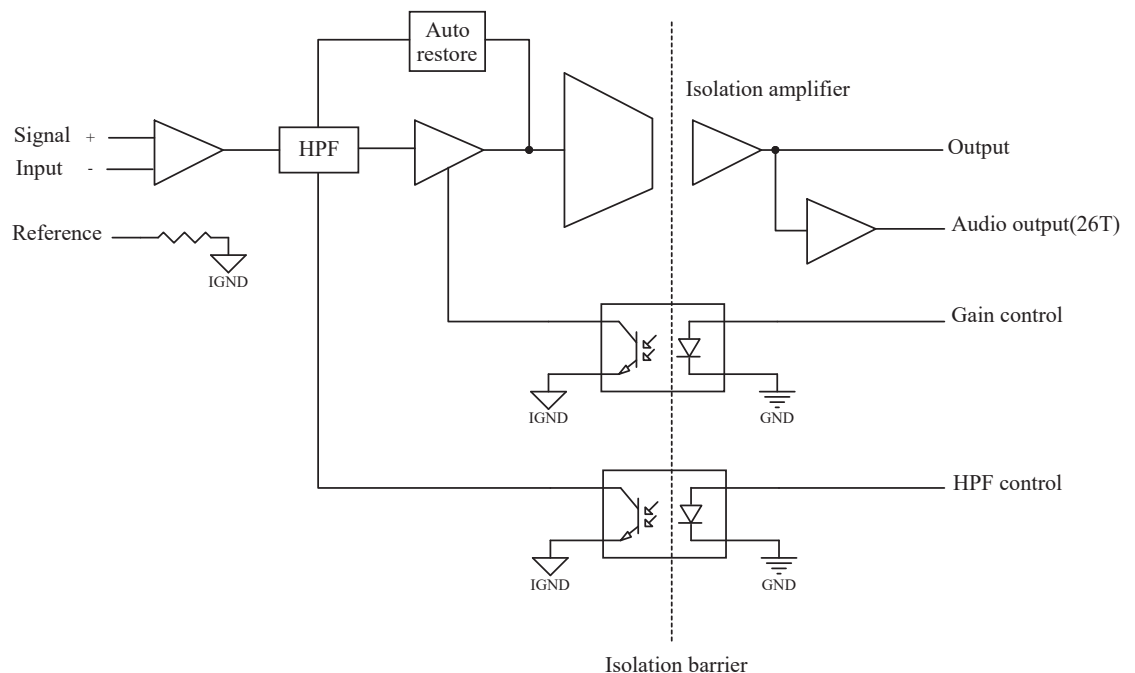 Auto
restore
Isolation amplifier
Signal +
HPF
Output
Input -
Audio output(26T)
Reference
IGND
Gain control
IGND
GND
HPF control
IGND
GND
Isolation barrier